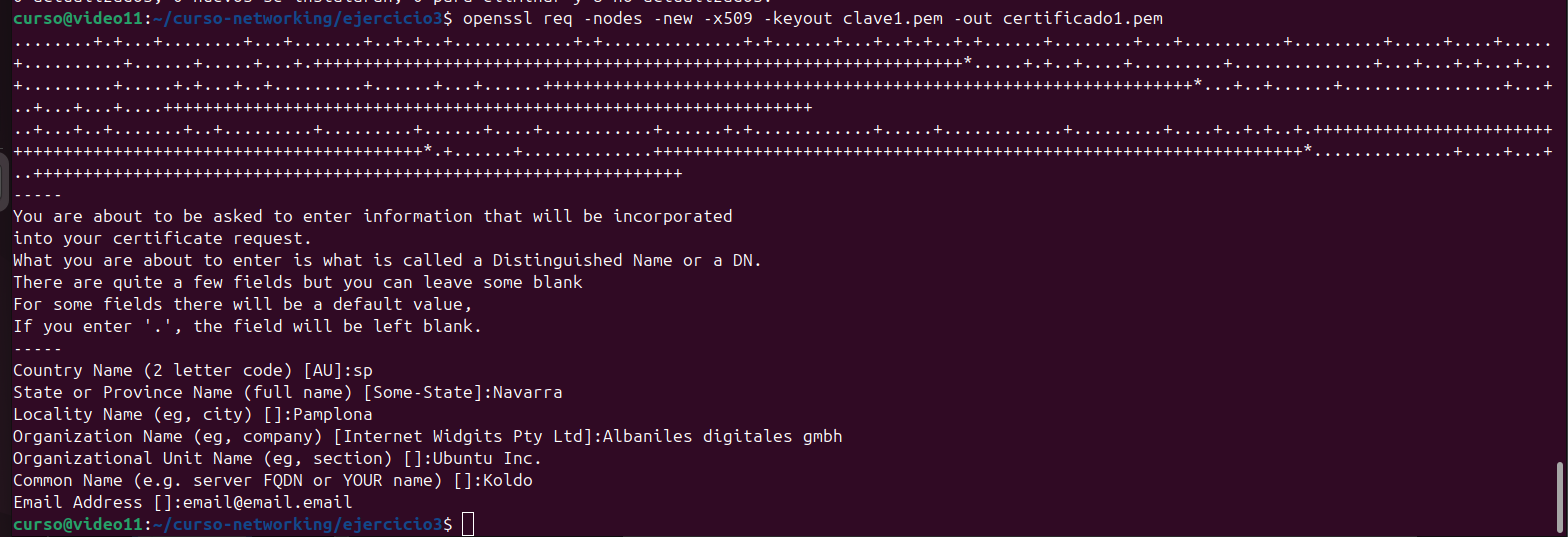 curso@video11:~/curso-networking/ejercicio3$ openssl req -nodes -new -x509 -keyout clave1.pem -out certificado1.pem
........+.+...+........+...+.......+..+.+..+............+.+..............+.+......+...+..+.+..+.+......+........+...+..........+.........+.....+....+.....
+..........+......+.....+...+.+++++++++++++++++++++++++++++++++++++++++++++++++++++++++++++++++*.....+.+..+....+.........+..............+...+...+.+...+...
+.........+.....+.+...+..+.........+......+...+......+++++++++++++++++++++++++++++++++++++++++++++++++++++++++++++++++*...+..+......+................+...+
..+...+...+....+++++++++++++++++++++++++++++++++++++++++++++++++++++++++++++++++
..+...+..+.......+..+.........+.........+......+....+...........+......+.+............+.....+............+.........+....+..+.+..+.++++++++++++++++++++++++
+++++++++++++++++++++++++++++++++++++++++*.+......+.............+++++++++++++++++++++++++++++++++++++++++++++++++++++++++++++++++*..............+....+...+
..+++++++++++++++++++++++++++++++++++++++++++++++++++++++++++++++++
-----
You are about to be asked to enter information that will be incorporated
into your certificate request.
What you are about to enter is what is called a Distinguished Name or a DN.
There are quite a few fields but you can leave some blank
For some fields there will be a default value,
If you enter '.', the field will be left blank.
-----
Country Name (2 letter code) [AU]:sp
State or Province Name (full name) [Some-State]:Navarra
Locality Name (eg, city) []:Pamplona
Organization Name (eg, company) [Internet Widgits Pty Ltd]:Albaniles digitales gmbh
Organizational Unit Name (eg, section) []:Ubuntu Inc.
Common Name (e.g. server FQDN or YOUR name) []:Koldo
Email Address []:email@email.email
curso@video11:~/curso-networking/ejercicio3$